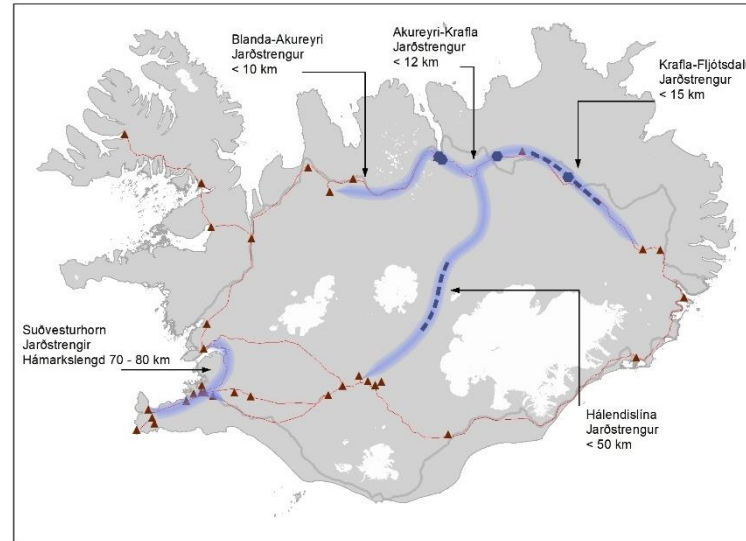 Blanda-Akureyri
Jarðstrengur
< 10 km
Akureyri-Krafla
Jarðstrengur
< 12 km
Krafla-Fljótsdalu
Jarðstrengur
< 15 km
Suðvesturhorn
Jarðstrengir
Hámarkslengd 70 - 80 km
Hálendislína
Jarðstrengur
< 50 km